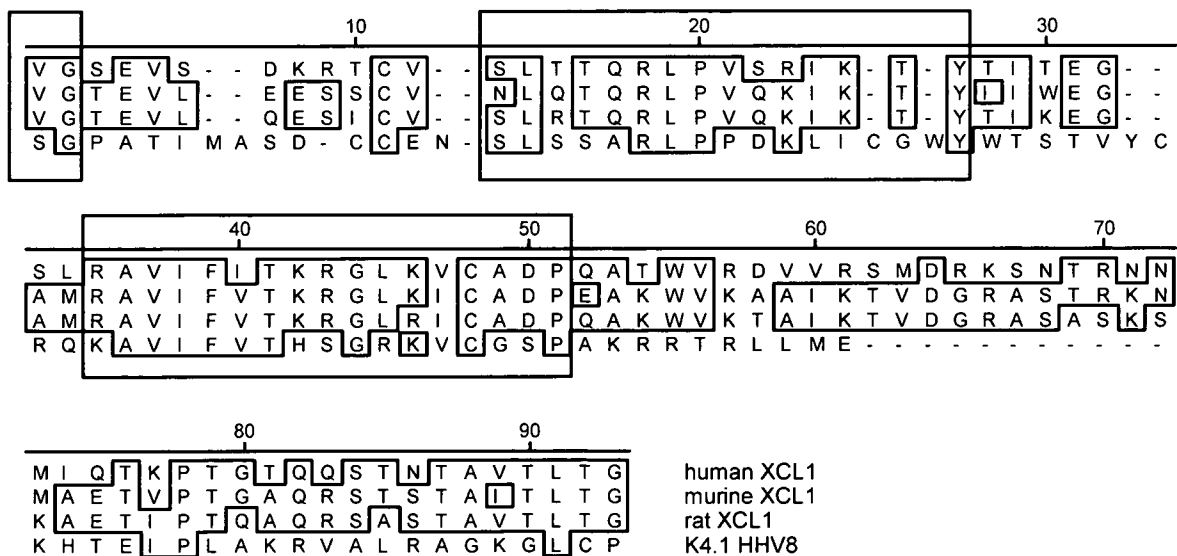 10 20 30
V G S E V S - - D K R T C V - - S L T T Q R L P V S R I K - T - Y T I T E G - -
V G T E V L - - E E S S C V - - N L Q T Q R L P V Q K I K - T - Y I I W E G - -
V G T E V L - - Q E S I C V - - S L R T Q R L P V Q K I K - T - Y T I K E G - -
S G P A T I M A S D - C C E N - S L S S A R L P P D K L I C G W Y W T S T V Y C
40 50 60 70
S L R A V I F I T K R G L K V C A D P Q A T W V R D V V R S M D R K S N T R N N
A M R A V I F V T K R G L K I C A D P E A K W V K A A I K T V D G R A S T R K N
A M R A V I F V T K R G L R I C A D P Q A K W V K T A I K T V D G R A S A S K S
R Q K A V I F V T H S G R K V C G S P A K R R T R L L M E - - - - - - - - - - -
80 90
M I Q T K P T G T Q Q S T N T A V T L T G human XCL1
M A E T V P T G A Q R S T S T A I T L T G murine XCL1
K A E T I P T Q A Q R S A S T A V T L T G rat XCL1
K H T E I P L A K R V A L R A G K G L C P K4.1 HHV8